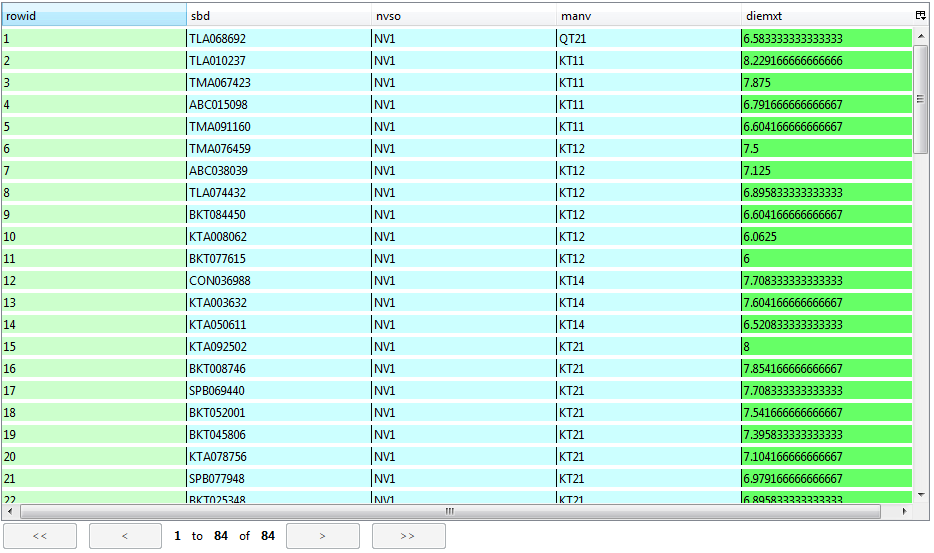 rowid sbd nvso manv diemxt
1 TLA068692 NV1 QT21 6.583333333333333
2 TLA010237 NV1 KT11 8.229166666666666
3 TMA067423 NV1 KT11 7.875
4 ABC015098 NV1 KT11 6.791666666666667
5 TMA091160 NV1 KT11 6.604166666666667
6 TMA076459 NV1 KT12 7.5
7 ABC038039 NV1 KT12 7.125
8 TLA074432 NV1 KT12 6.895833333333333
9 BKT084450 NV1 KT12 6.604166666666667
10 KTA008062 NV1 KT12 6.0625
11 BKT077615 NV1 KT12 6
12 CON036988 NV1 KT14 7.708333333333333
13 KTA003632 NV1 KT14 7.604166666666667
14 KTA050611 NV1 KT14 6.520833333333333
15 KTA092502 NV1 KT21 8
16 BKT008746 NV1 KT21 7.854166666666667
17 SPB069440 NV1 KT21 7.708333333333333
18 BKT052001 NV1 KT21 7.541666666666667
19 BKT045806 NV1 KT21 7.395833333333333
20 KTA078756 NV1 KT21 7.104166666666667
21 SPB077948 NV1 KT21 6.979166666666667
22 BKT025348 NV1 KT21 6.895833333333333
<< < 1 to 84 of 84 > >>